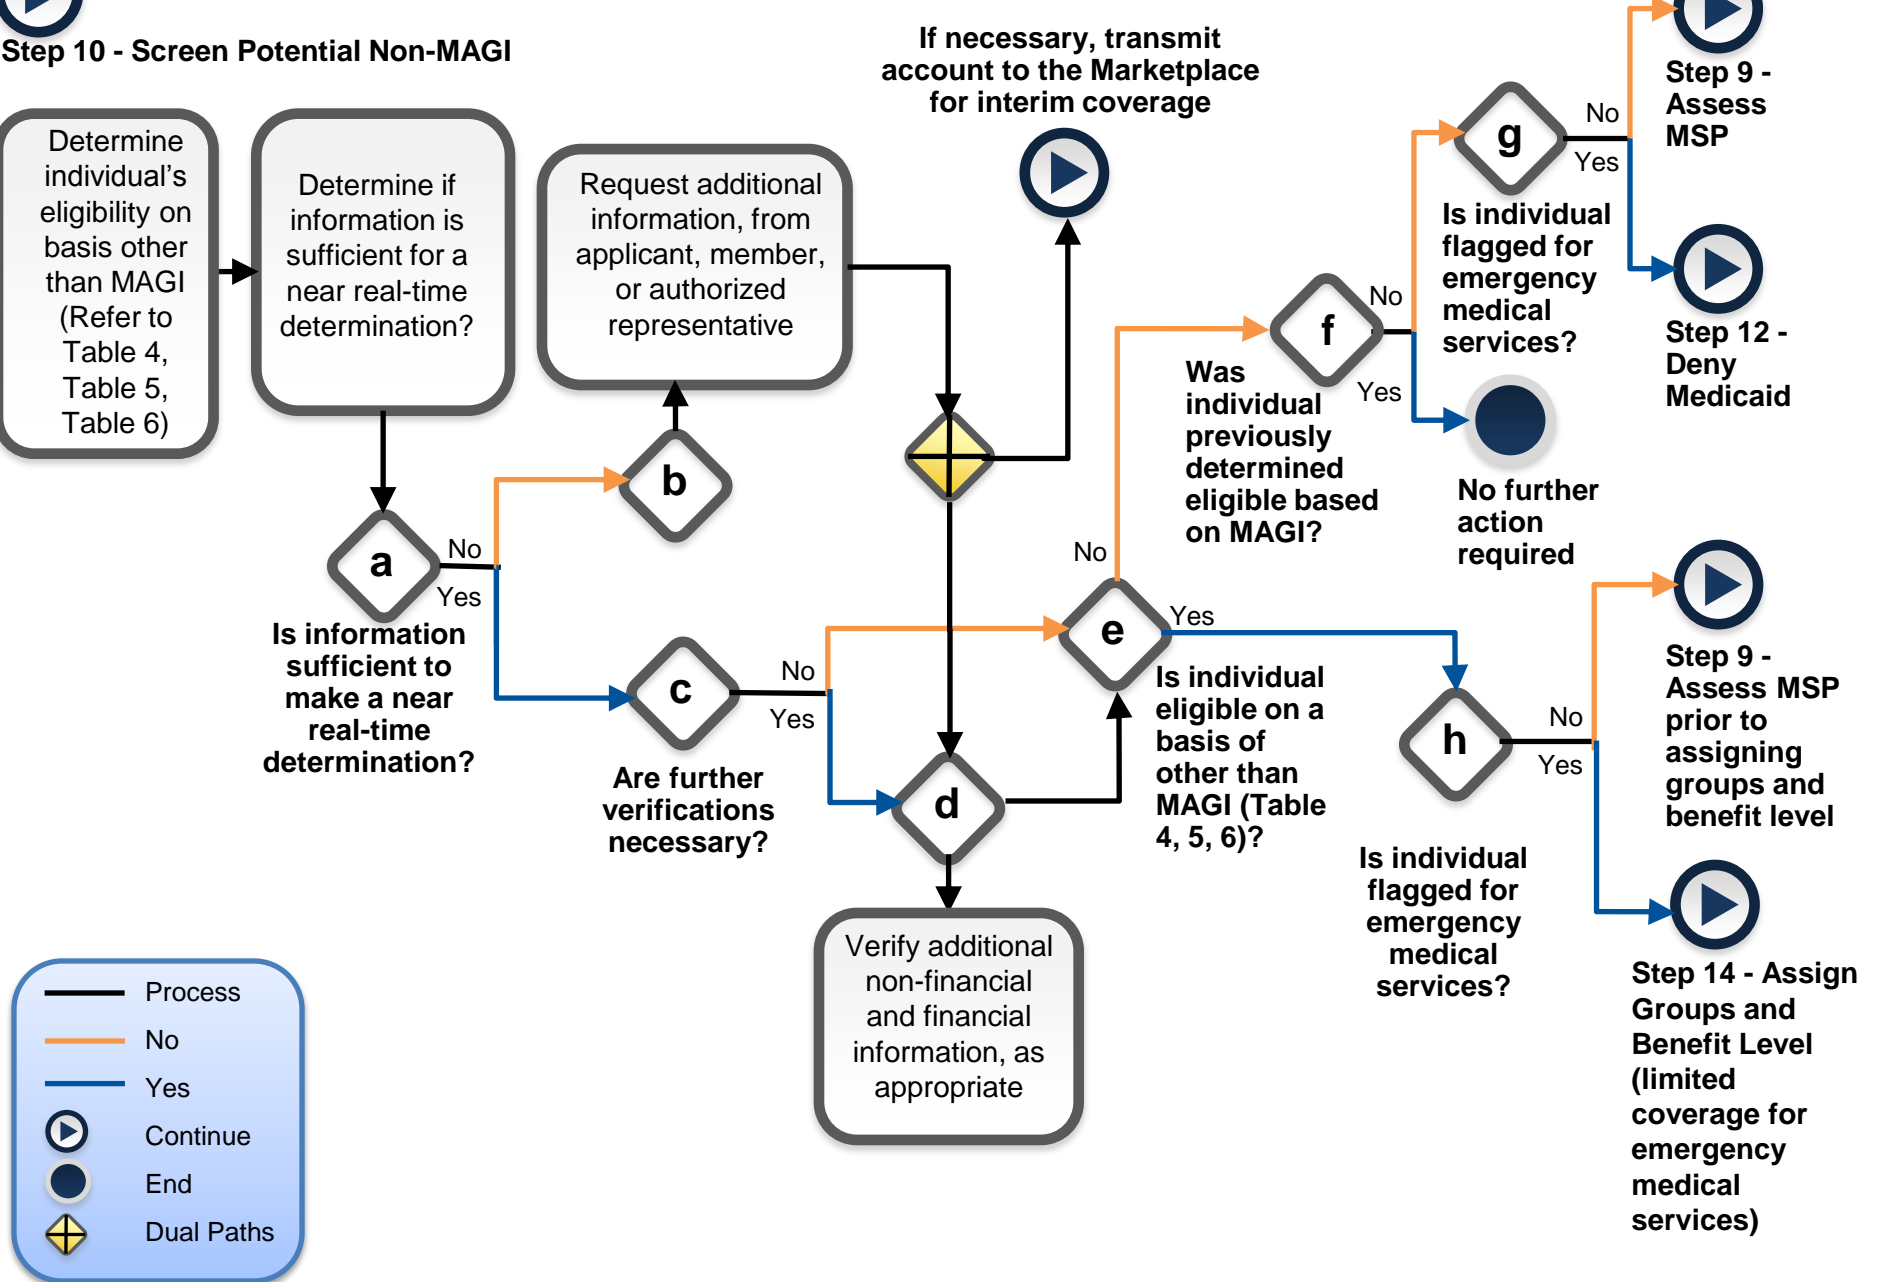 Step 10 - Screen Potential Non-MAGI
Determine
individual’s
eligibility on
basis other
than MAGI
(Refer to
Table 4,
Table 5,
Table 6)
Determine if
information is
sufficient for a
near real-time
determination?
Request additional
information, from
applicant, member,
or authorized
representative
If necessary, transmit
account to the Marketplace
for interim coverage
a
No
Yes
Is information
sufficient to
make a near
real-time
determination?
b
c
No
Yes
Are further
verifications
necessary?
d
Verify additional
non-financial
and financial
information, as
appropriate
e
No
Yes
Is individual
eligible on a
basis of
other than
MAGI (Table
4, 5, 6)?
f
No
Yes
Was
individual
previously
determined
eligible based
on MAGI?
g
No
Yes
Is individual
flagged for
emergency
medical
services?
Step 9 -
Assess
MSP
Step 12 -
Deny
Medicaid
No further
action
required
h
No
Yes
Is individual
flagged for
emergency
medical
services?
Step 9 -
Assess MSP
prior to
assigning
groups and
benefit level
Step 14 - Assign
Groups and
Benefit Level
(limited
coverage for
emergency
medical
services)
Process
No
Yes
Continue
End
Dual Paths